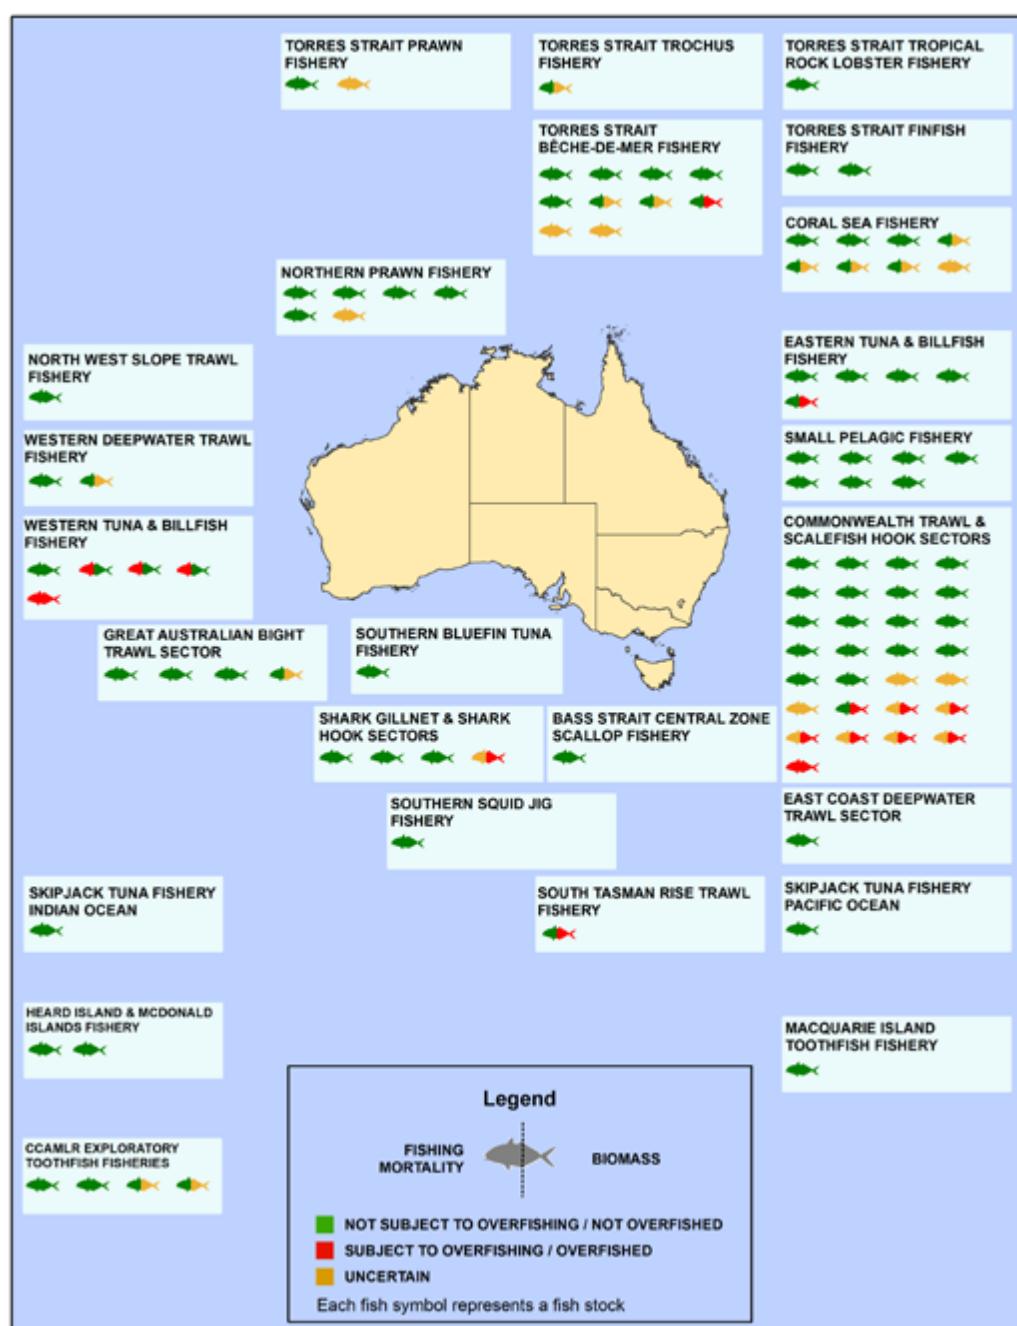 TORRES STRAIT PRAWN
FISHERY
TORRES STRAIT TROCHUS
FISHERY
TORRES STRAIT TROPICAL
ROCK LOBSTER FISHERY
TORRES STRAIT
BÊCHE-DE-MER FISHERY
TORRES STRAIT FINFISH
FISHERY
CORAL SEA FISHERY
NORTHERN PRAWN FISHERY
NORTH WEST SLOPE TRAWL
FISHERY
EASTERN TUNA & BILLFISH
FISHERY
WESTERN DEEPWATER TRAWL
FISHERY
SMALL PELAGIC FISHERY
WESTERN TUNA & BILLFISH
FISHERY
COMMONWEALTH TRAWL &
SCALEFISH HOOK SECTORS
GREAT AUSTRALIAN BIGHT
TRAWL SECTOR
SOUTHERN BLUEFIN TUNA
FISHERY
SHARK GILLNET & SHARK
HOOK SECTORS
BASS STRAIT CENTRAL ZONE
SCALLOP FISHERY
SOUTHERN SQUID JIG
FISHERY
EAST COAST DEEPWATER
TRAWL SECTOR
SKIPJACK TUNA FISHERY
INDIAN OCEAN
SOUTH TASMAN RISE TRAWL
FISHERY
SKIPJACK TUNA FISHERY
PACIFIC OCEAN
HEARD ISLAND & MCDONALD
ISLANDS FISHERY
MACQUARIE ISLAND
TOOTHFISH FISHERY
CCAMLR EXPLORATORY
TOOTHFISH FISHERIES
Legend
FISHING
MORTALITY
BIOMASS
NOT SUBJECT TO OVERFISHING / NOT OVERFISHED
SUBJECT TO OVERFISHING / OVERFISHED
UNCERTAIN
Each fish symbol represents a fish stock